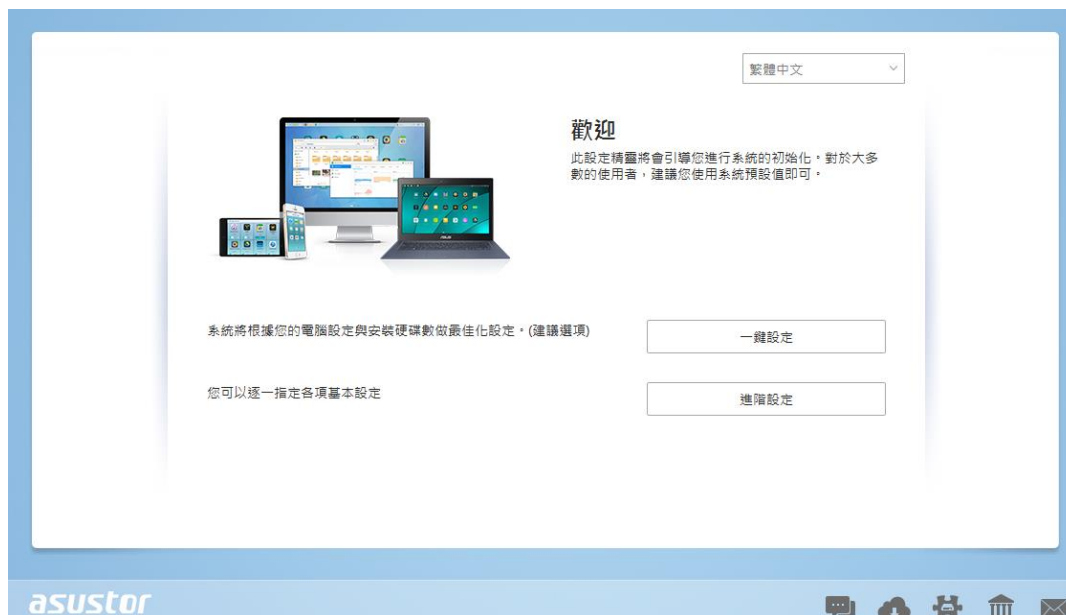 繁體中文
歡迎
此設定精靈將會引導您進行系統的初始化。對於大多
數的使用者，建議您使用系統預設值即可。
系統將根據您的電腦設定與安裝硬碟數做最佳化設定。(建議選項)
一鍵設定
您可以逐一指定各項基本設定
進階設定
asustor